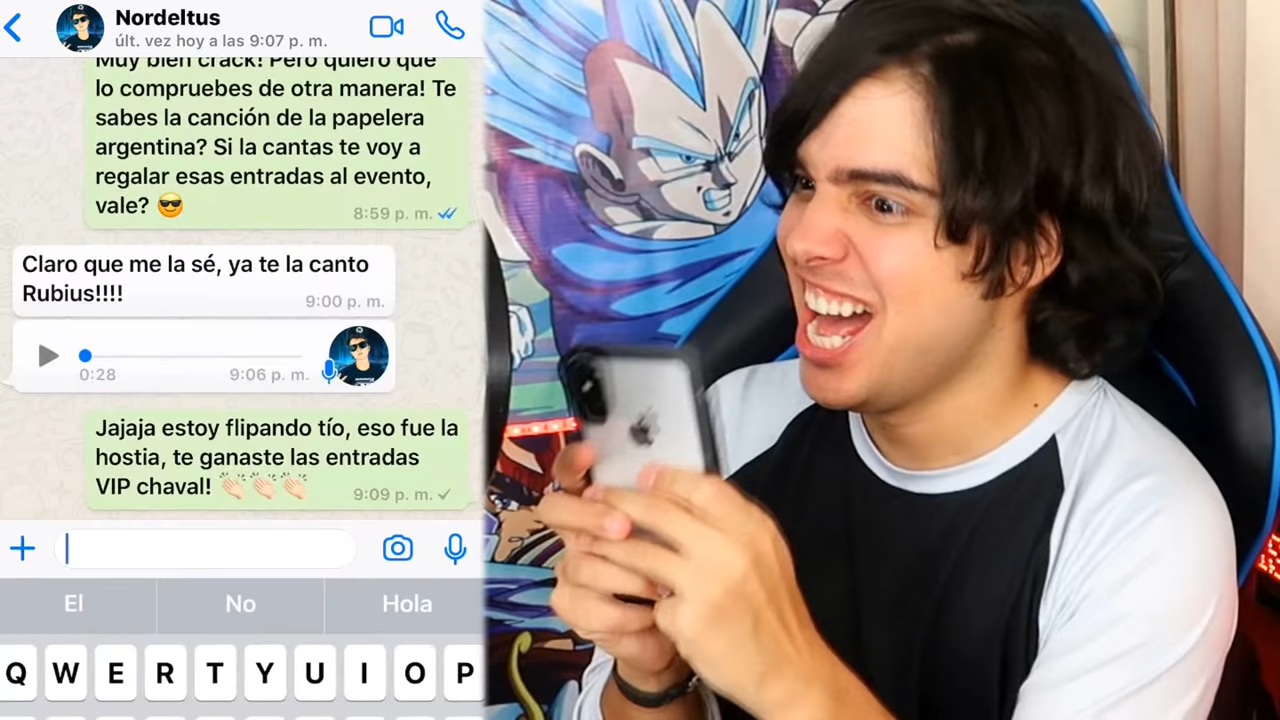 Nordeltus
últ. vez hoy a las 9:07 p. m.
Muy bien crack! Pero quiero que
lo compruebes de otra manera! Te
sabes la canción de la papelera
argentina? Si la cantas te voy a
regalar esas entradas al evento,
vale? 😎
8:59 p. m.
Claro que me la sé, ya te la canto
Rubius!!!!
9:00 p. m.
0:28
9:06 p. m.
Jajaja estoy flipando tío, eso fue la
hostia, te ganaste las entradas
VIP chaval! 👏🏻👏🏻👏🏻
9:09 p. m.
El No Hola
Q W E R T Y U I O P